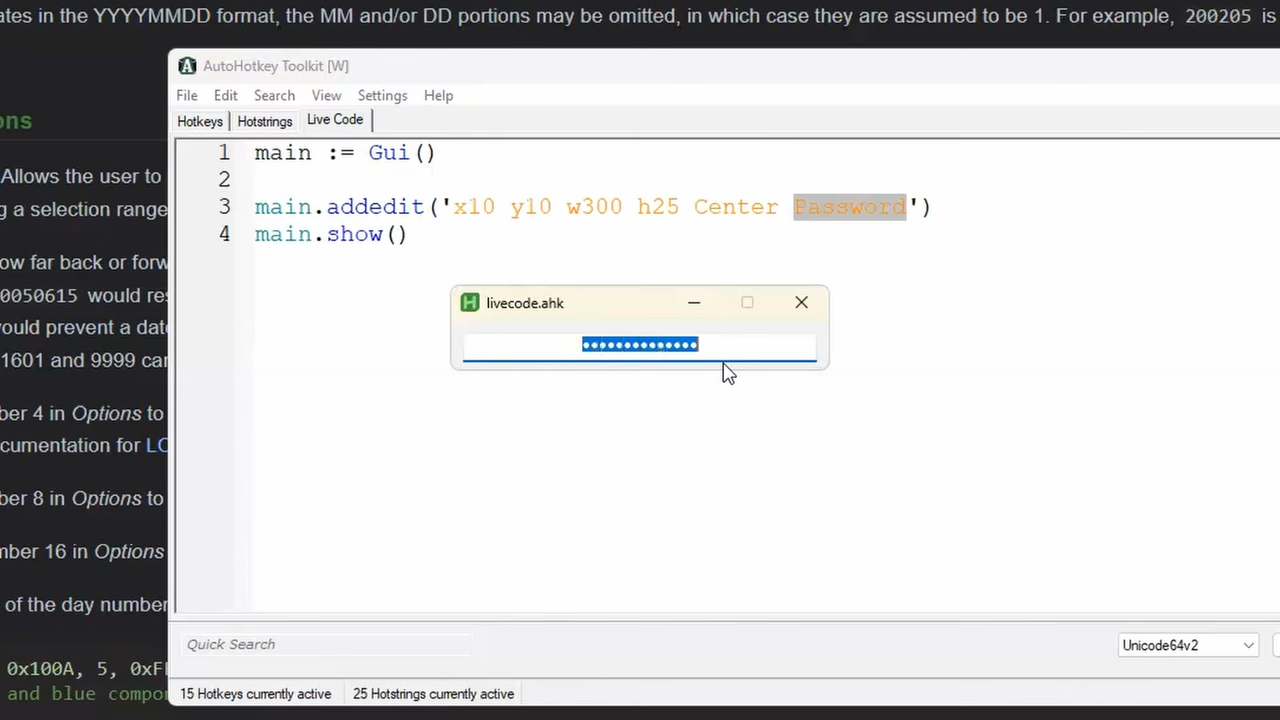 ates in the YYYYMMDD format, the MM and/or DD portions may be omitted, in which case they are assumed to be 1. For example, 200205 is
ons
Allows the user to
g a selection range
ow far back or forw
0050615 would res
ould prevent a dat
1601 and 9999 car
ber 4 in Options to
cumentation for LC
ber 8 in Options to
mber 16 in Options
of the day number
0x100A, 5, 0xFF
and blue compor
AutoHotkey Toolkit [W]
File Edit Search View Settings Help
Hotkeys Hotstrings Live Code
1 main := Gui()
2
3 main.addedit('x10 y10 w300 h25 Center Password')
4 main.show()
livecode.ahk
••••••••••••••
Quick Search
Unicode64v2
15 Hotkeys currently active 25 Hotstrings currently active